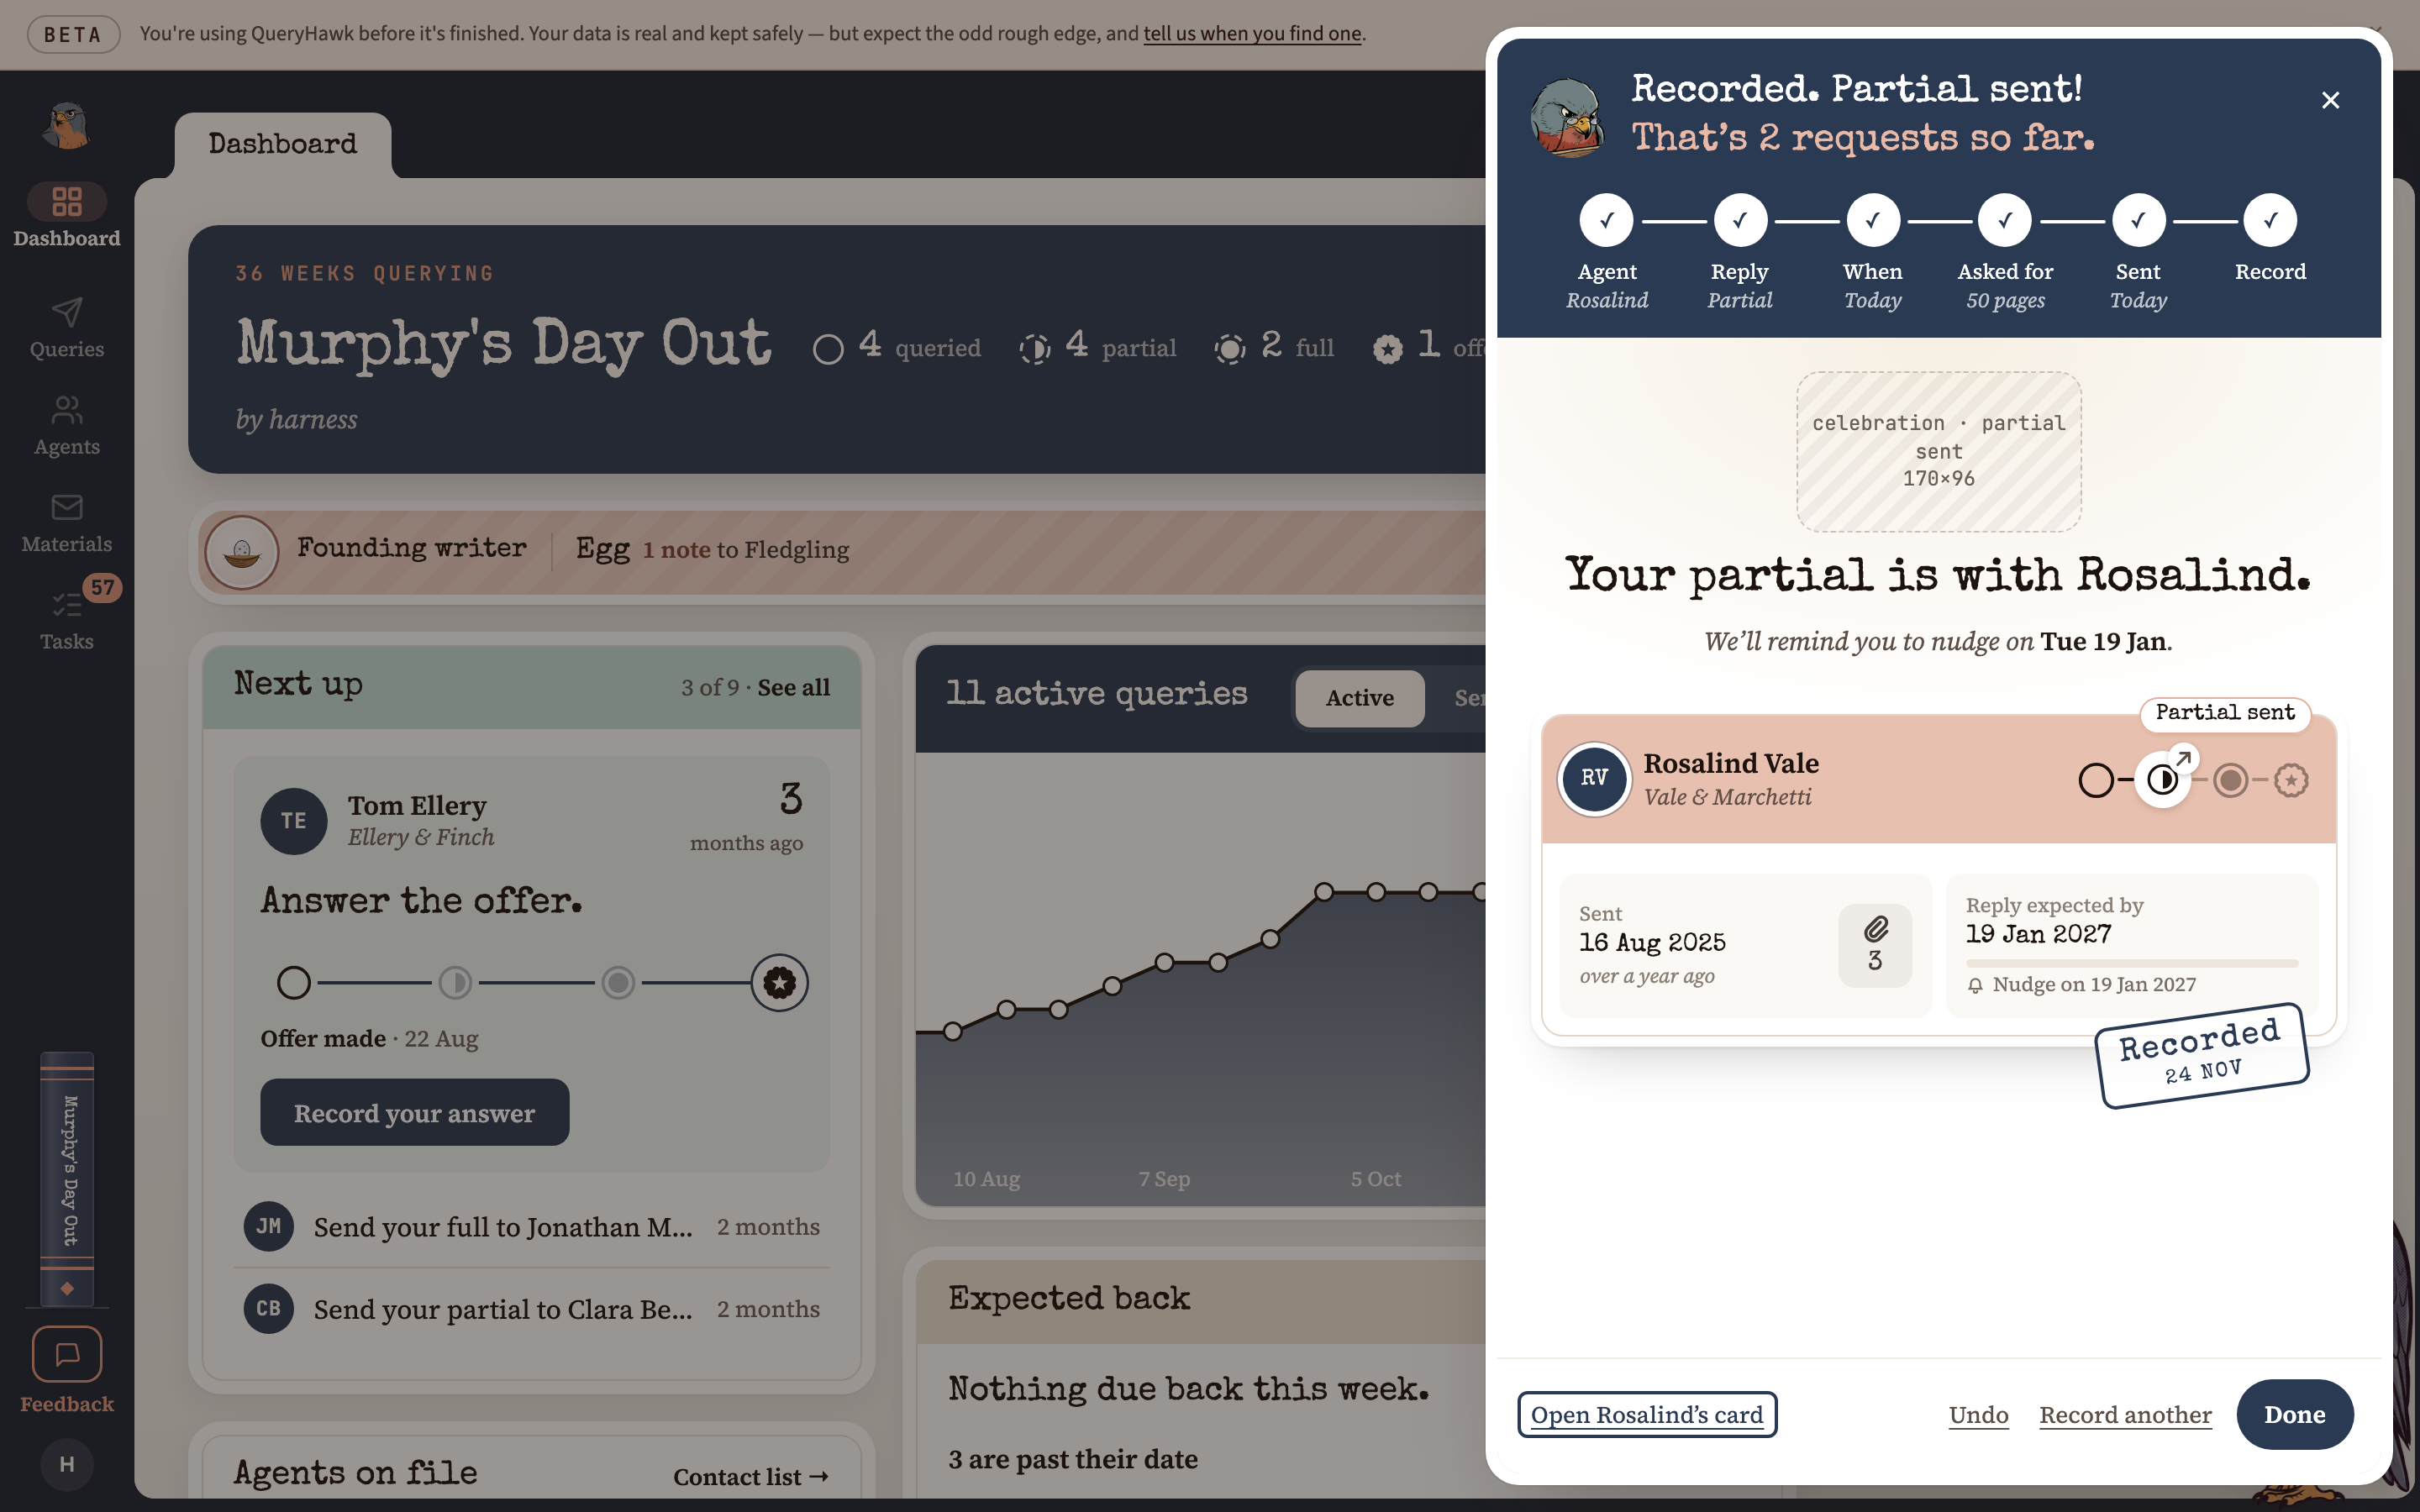 BETA
You're using QueryHawk before it's finished. Your data is real and kept safely — but expect the odd rough edge, and tell us when you find one.
Dashboard
Dashboard
Queries
Agents
Materials
57
Tasks
Murphy's Day Out
Feedback
H
36 WEEKS QUERYING
Murphy's Day Out
4 queried
4 partial
2 full
1
by harness
Founding writer
Egg 1 note to Fledgling
Next up
3 of 9 · See all
TE
Tom Ellery
Ellery & Finch
3
months ago
Answer the offer.
Offer made · 22 Aug
Record your answer
JM Send your full to Jonathan M... 2 months
CB Send your partial to Clara Be... 2 months
Agents on file
Contact list →
11 active queries
Active
10 Aug
7 Sep
5 Oct
Expected back
Nothing due back this week.
3 are past their date
Recorded. Partial sent!
That's 2 requests so far.
Agent
Rosalind
Reply
Partial
When
Today
Asked for
50 pages
Sent
Today
Record
celebration · partial
sent
170×96
Your partial is with Rosalind.
We'll remind you to nudge on Tue 19 Jan.
Partial sent
RV
Rosalind Vale
Vale & Marchetti
Sent
16 Aug 2025
over a year ago
3
Reply expected by
19 Jan 2027
Nudge on 19 Jan 2027
Recorded
24 NOV
Open Rosalind's card
Undo
Record another
Done